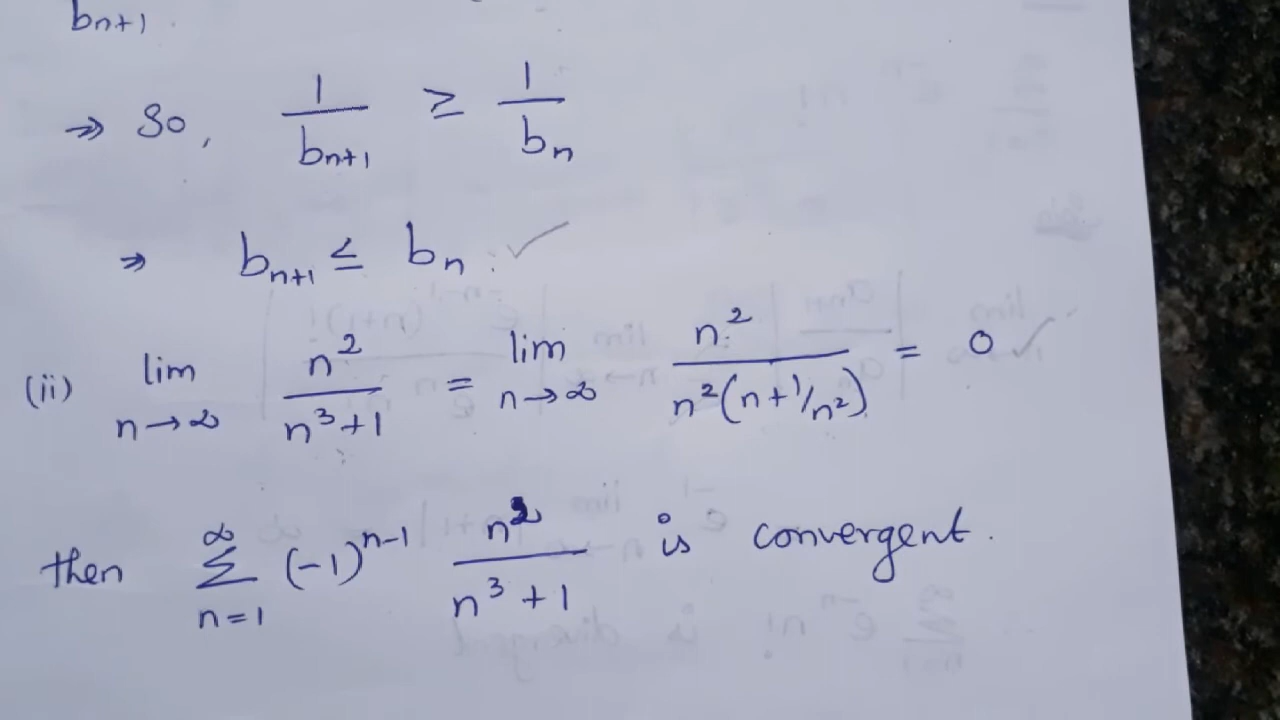 bn+1.
⇒ So, 1/bn+1 ≥ 1/bn
⇒ bn+1 ≤ bn. ✓
(ii) lim n→∞ n²/(n³+1) = lim n→∞ n²/(n²(n+1/n²)) = 0 ✓
then ∞ Σ n=1 (-1)^(n-1) n²/(n³+1) is convergent.